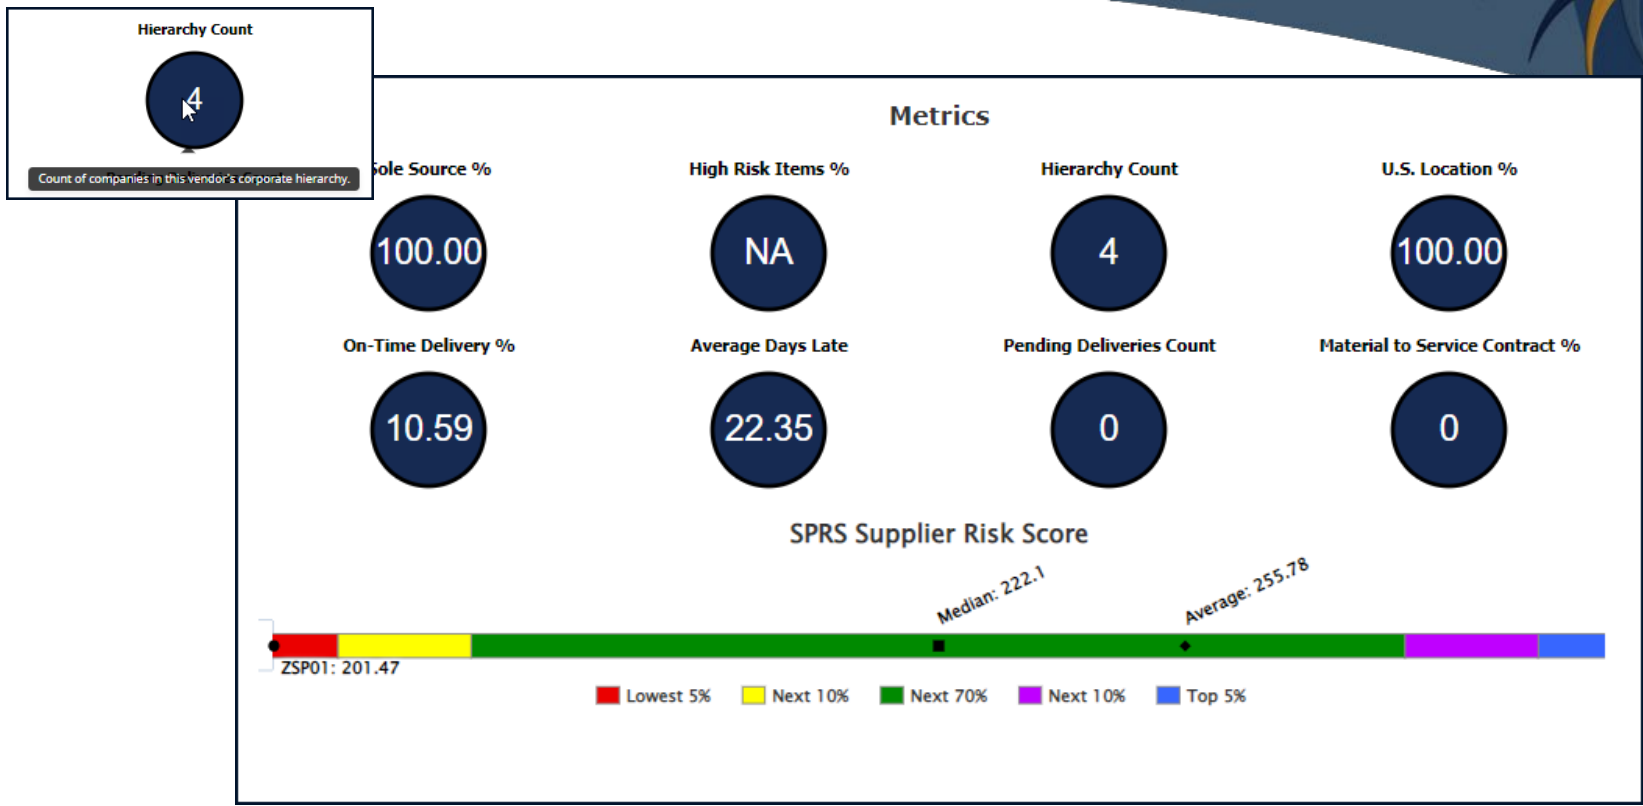 Hierarchy Count
4
Count of companies in this vendor's corporate hierarchy.
Metrics
Sole Source %
High Risk Items %
Hierarchy Count
U.S. Location %
100.00
NA
4
100.00
On-Time Delivery %
Average Days Late
Pending Deliveries Count
Material to Service Contract %
10.59
22.35
0
0
SPRS Supplier Risk Score
Median: 222.1
Average: 255.78
ZSP01: 201.47
Lowest 5%
Next 10%
Next 70%
Next 10%
Top 5%